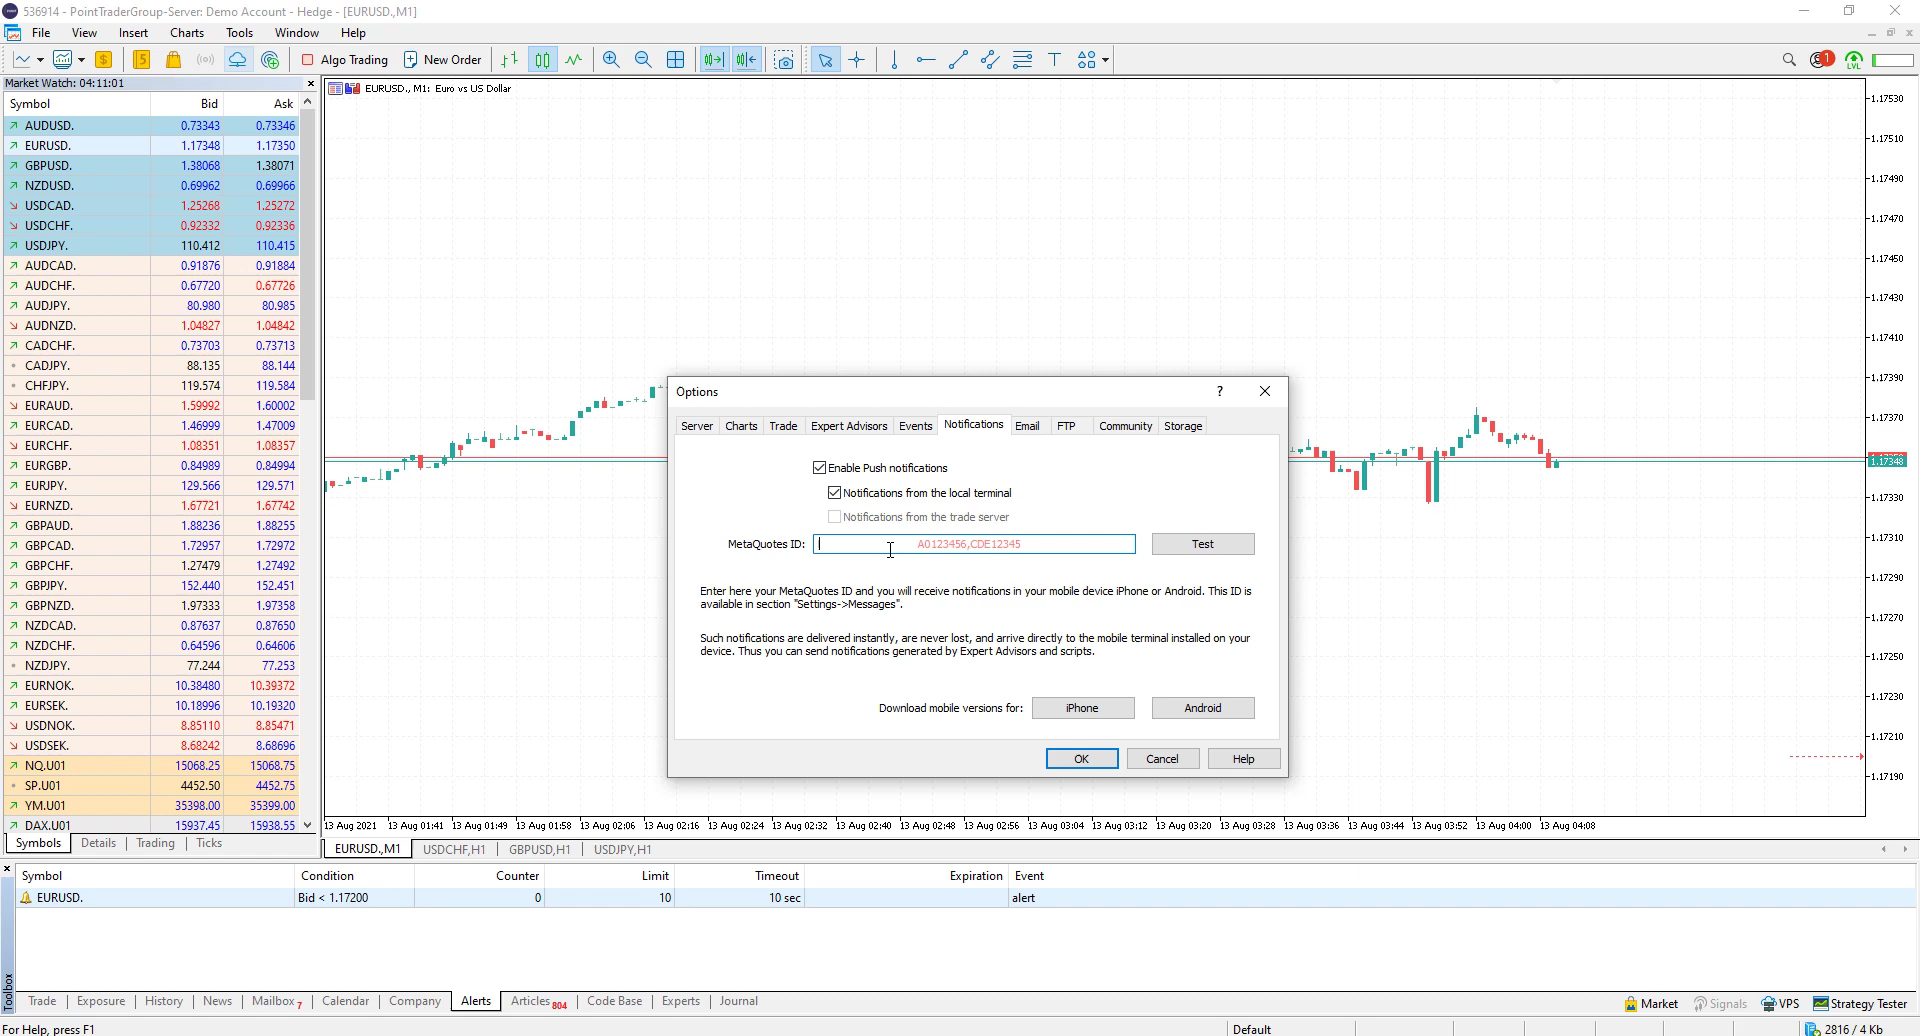 536914 - PointTraderGroup-Server: Demo Account - Hedge - [EURUSD.,M1]
File View Insert Charts Tools Window Help
Algo Trading New Order
1
LVL
Market Watch: 04:11:01
Symbol Bid Ask
AUDUSD. 0.73343 0.73346
EURUSD. 1.17348 1.17350
GBPUSD. 1.38068 1.38071
NZDUSD. 0.69962 0.69966
USDCAD. 1.25268 1.25272
USDCHF. 0.92332 0.92336
USDJPY. 110.412 110.415
AUDCAD. 0.91876 0.91884
AUDCHF. 0.67720 0.67726
AUDJPY. 80.980 80.985
AUDNZD. 1.04827 1.04842
CADCHF. 0.73703 0.73713
CADJPY. 88.135 88.144
CHFJPY. 119.574 119.584
EURAUD. 1.59992 1.60002
EURCAD. 1.46999 1.47009
EURCHF. 1.08351 1.08357
EURGBP. 0.84989 0.84994
EURJPY. 129.566 129.571
EURNZD. 1.67721 1.67742
GBPAUD. 1.88236 1.88255
GBPCAD. 1.72957 1.72972
GBPCHF. 1.27479 1.27492
GBPJPY. 152.440 152.451
GBPNZD. 1.97333 1.97358
NZDCAD. 0.87637 0.87650
NZDCHF. 0.64596 0.64606
NZDJPY. 77.244 77.253
EURNOK. 10.38480 10.39372
EURSEK. 10.18996 10.19320
USDNOK. 8.85110 8.85471
USDSEK. 8.68242 8.68696
NQ.U01 15068.25 15068.75
SP.U01 4452.50 4452.75
YM.U01 35398.00 35399.00
DAX.U01 15937.45 15938.55
Symbols Details Trading Ticks
EURUSD., M1: Euro vs US Dollar
1.17530
1.17510
1.17490
1.17470
1.17450
1.17430
1.17410
1.17390
1.17370
1.17348
1.17330
1.17310
1.17290
1.17270
1.17250
1.17230
1.17210
1.17190
13 Aug 2021 13 Aug 01:41 13 Aug 01:49 13 Aug 01:58 13 Aug 02:06 13 Aug 02:16 13 Aug 02:24 13 Aug 02:32 13 Aug 02:40 13 Aug 02:48 13 Aug 02:56 13 Aug 03:04 13 Aug 03:12 13 Aug 03:20 13 Aug 03:28 13 Aug 03:36 13 Aug 03:44 13 Aug 03:52 13 Aug 04:00 13 Aug 04:08
EURUSD.,M1 USDCHF,H1 GBPUSD,H1 USDJPY,H1
Options
Server Charts Trade Expert Advisors Events Notifications Email FTP Community Storage
Enable Push notifications
Notifications from the local terminal
Notifications from the trade server
MetaQuotes ID: A0123456,CDE12345 Test
Enter here your MetaQuotes ID and you will receive notifications in your mobile device iPhone or Android. This ID is
available in section "Settings->Messages".
Such notifications are delivered instantly, are never lost, and arrive directly to the mobile terminal installed on your
device. Thus you can send notifications generated by Expert Advisors and scripts.
Download mobile versions for: iPhone Android
OK Cancel Help
Symbol Condition Counter Limit Timeout Expiration Event
EURUSD. Bid < 1.17200 0 10 10 sec alert
Toolbox
Trade Exposure History News Mailbox 7 Calendar Company Alerts Articles 804 Code Base Experts Journal
Market Signals VPS Strategy Tester
For Help, press F1 Default 2816 / 4 Kb